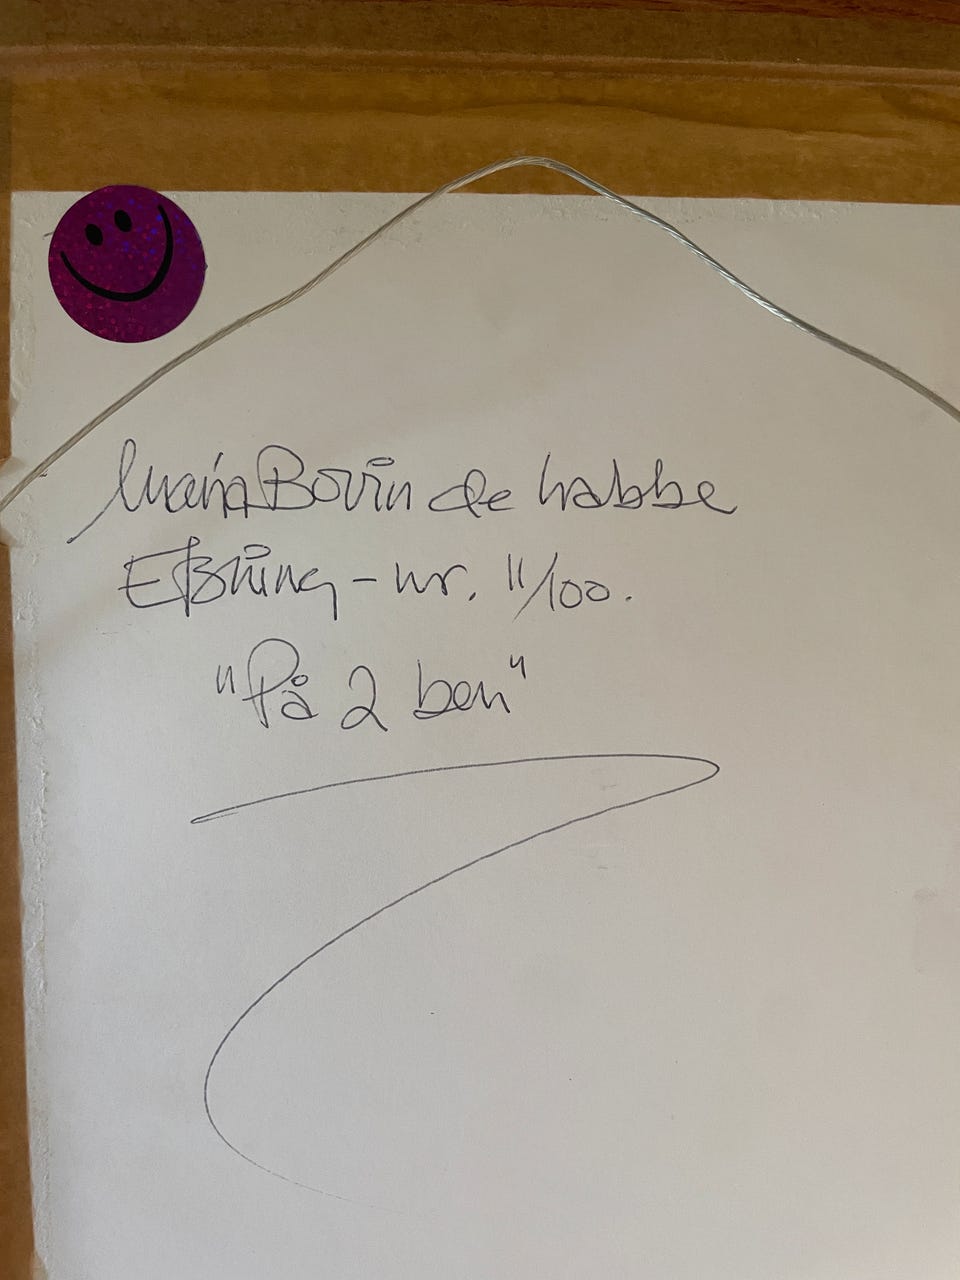 Maria Bovin de Labbe
Etsning - nr. 11/100.
"På 2 ben"